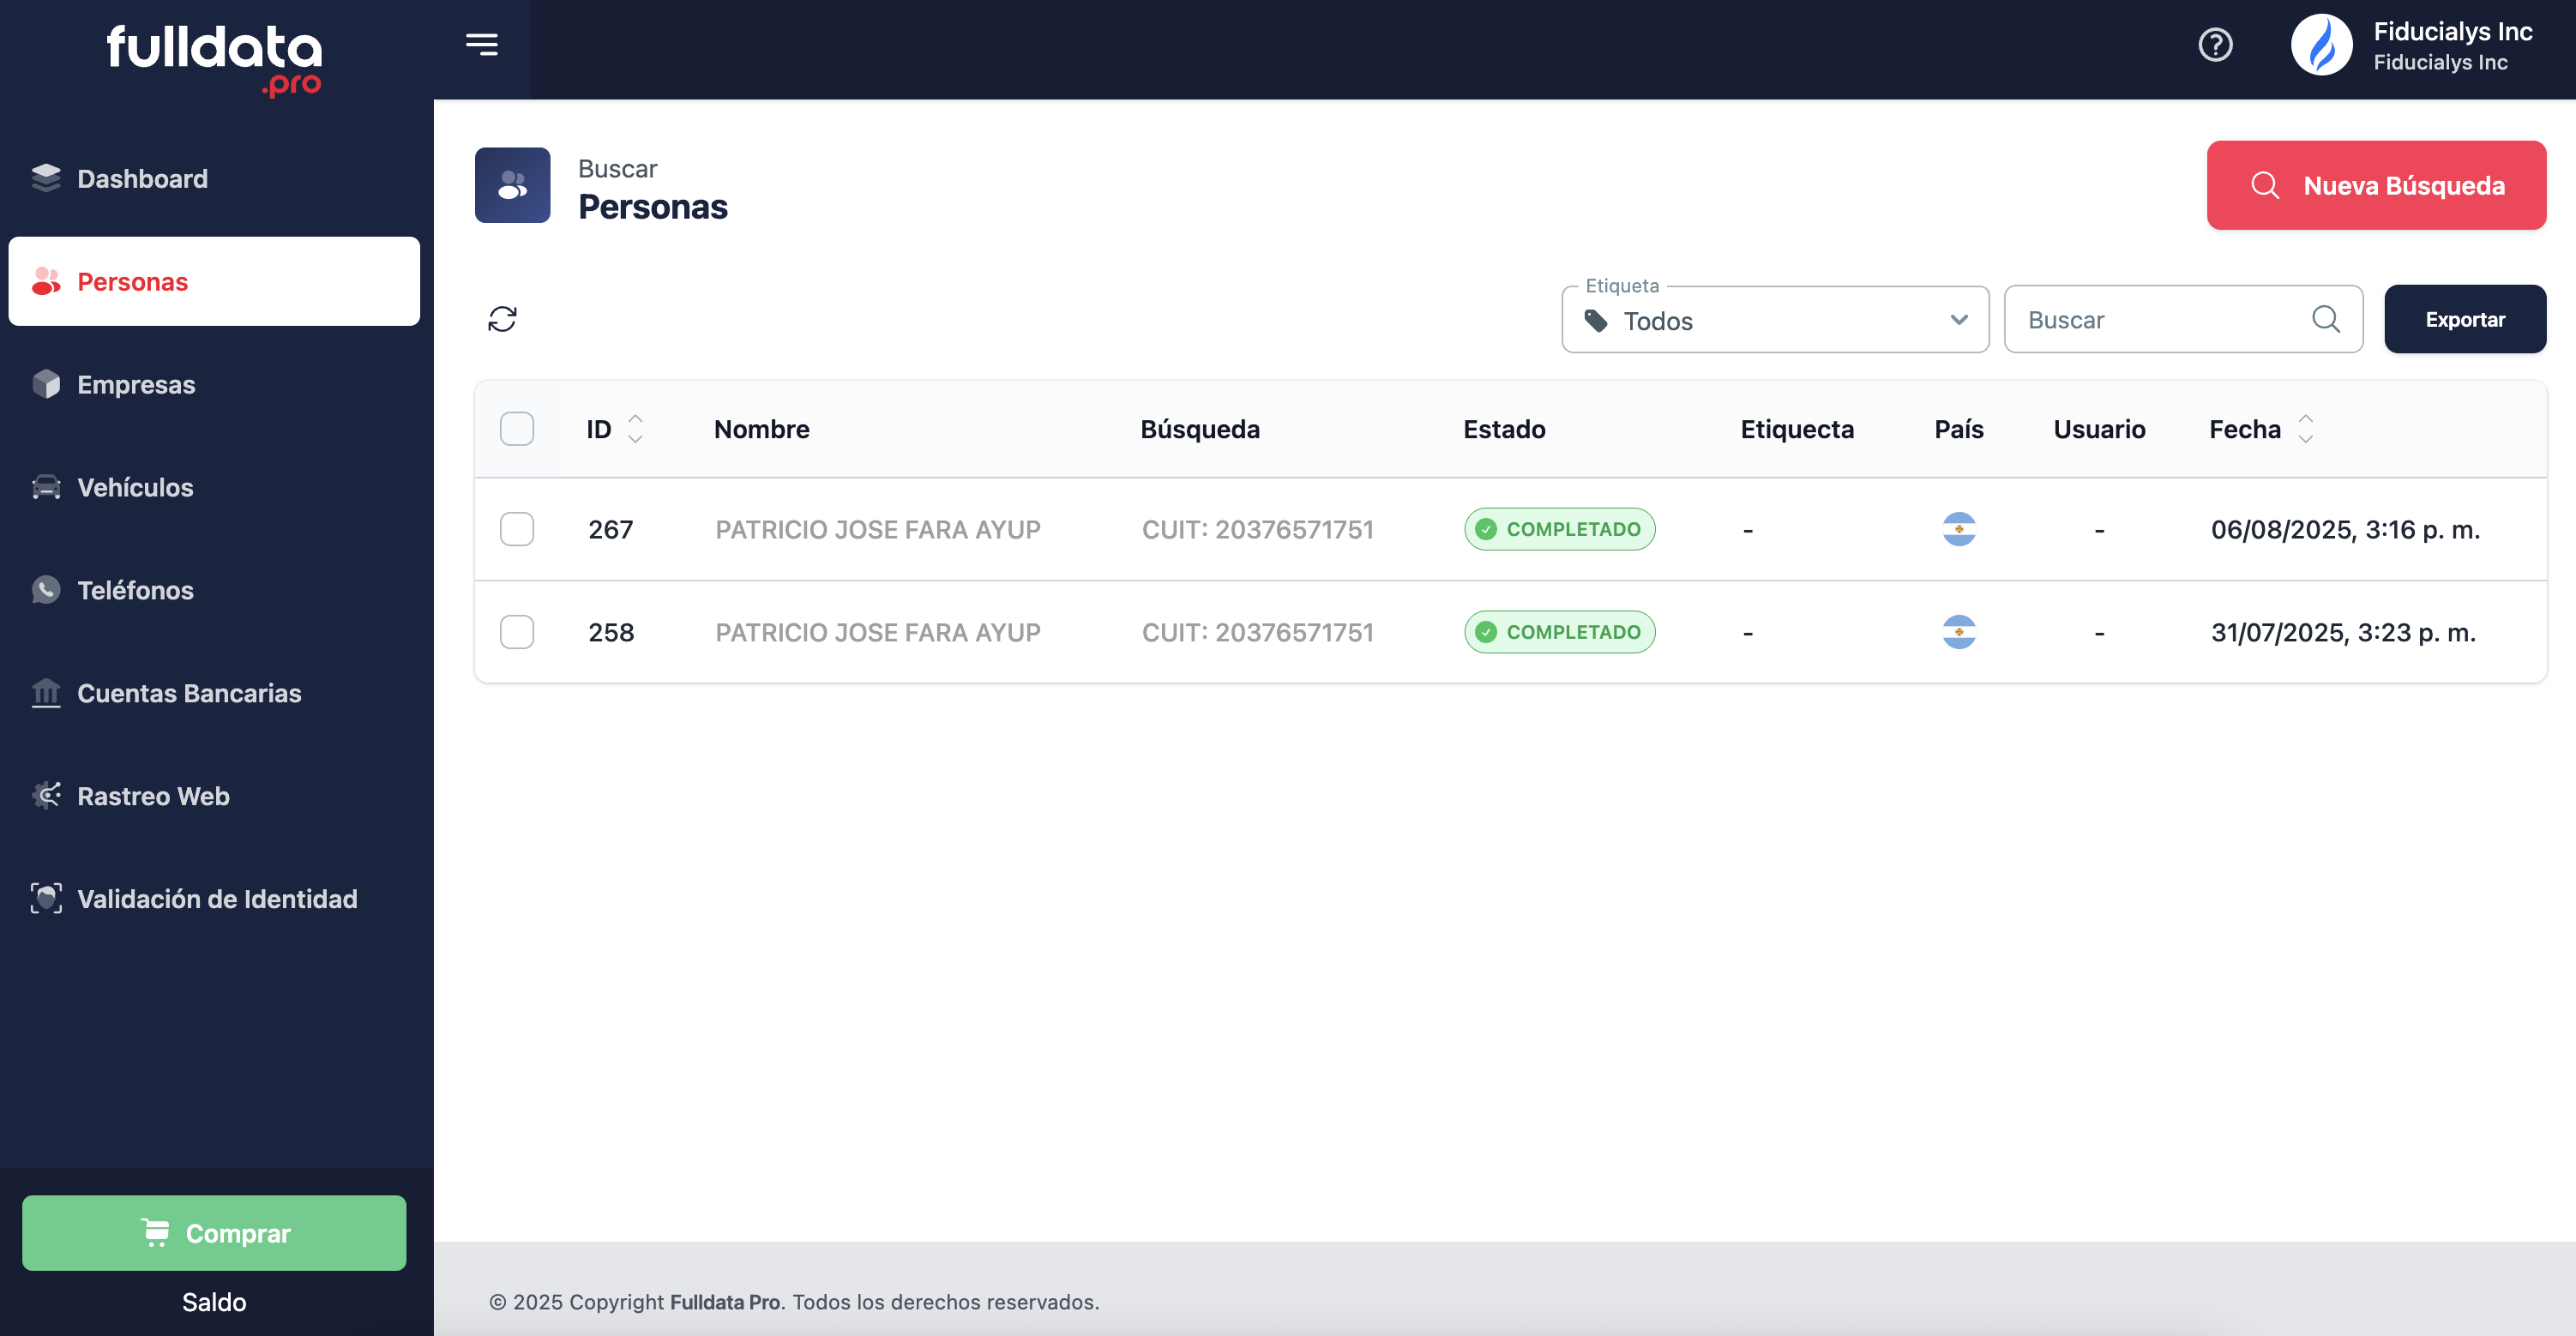 fulldata
.pro
Fiducialys Inc
Fiducialys Inc
Dashboard
Personas
Empresas
Vehículos
Teléfonos
Cuentas Bancarias
Rastreo Web
Validación de Identidad
Comprar
Saldo
Buscar
Personas
Nueva Búsqueda
Etiqueta
Todos
Buscar
Exportar
ID Nombre Búsqueda Estado Etiquecta País Usuario Fecha
267 PATRICIO JOSE FARA AYUP CUIT: 20376571751 COMPLETADO - - 06/08/2025, 3:16 p. m.
258 PATRICIO JOSE FARA AYUP CUIT: 20376571751 COMPLETADO - - 31/07/2025, 3:23 p. m.
© 2025 Copyright Fulldata Pro. Todos los derechos reservados.